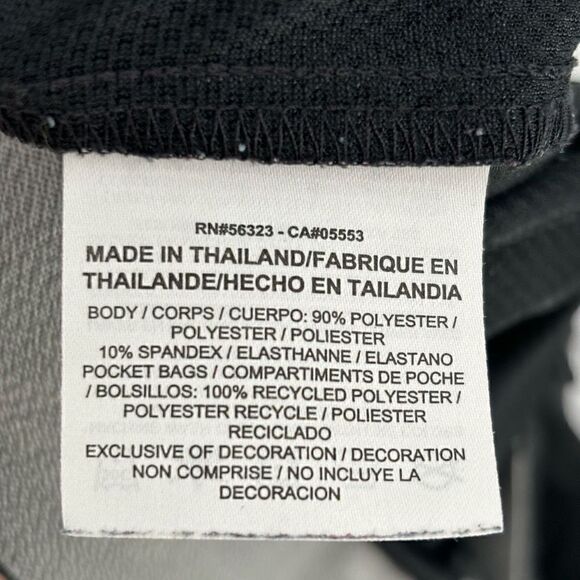 RN#56323 - CA#05553
MADE IN THAILAND/FABRIQUE EN
THAILANDE/HECHO EN TAILANDIA
BODY / CORPS / CUERPO: 90% POLYESTER /
POLYESTER / POLIESTER
10% SPANDEX / ELASTHANNE / ELASTANO
POCKET BAGS / COMPARTIMENTS DE POCHE
/ BOLSILLOS: 100% RECYCLED POLYESTER /
POLYESTER RECYCLE / POLIESTER
RECICLADO
EXCLUSIVE OF DECORATION / DECORATION
NON COMPRISE / NO INCLUYE LA
DECORACION